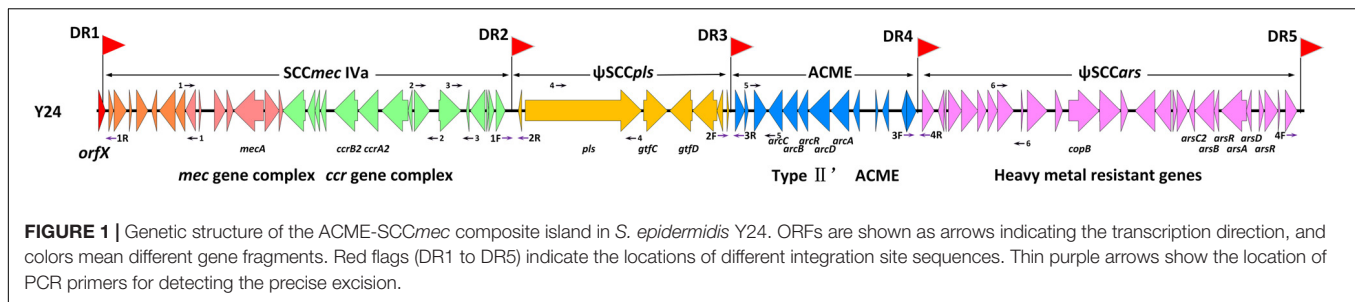 DR1 DR2 DR3 DR4 DR5
SCCmec IVa ψSCCpls ACME ψSCCars
1 2 3 4 5 6
Y24
1R 1 2 3 1F 2R 4 2F 3R 5 3F 4R 6 4F
orfX mecA ccrB2 ccrA2 pls gtfC gtfD arcC arcB arcR arcD arcA copB arsC2 arsB arsR arsA arsD arsR
mec gene complex ccr gene complex Type Ⅱ' ACME Heavy metal resistant genes
FIGURE 1 | Genetic structure of the ACME-SCCmec composite island in S. epidermidis Y24. ORFs are shown as arrows indicating the transcription direction, and
colors mean different gene fragments. Red flags (DR1 to DR5) indicate the locations of different integration site sequences. Thin purple arrows show the location of
PCR primers for detecting the precise excision.